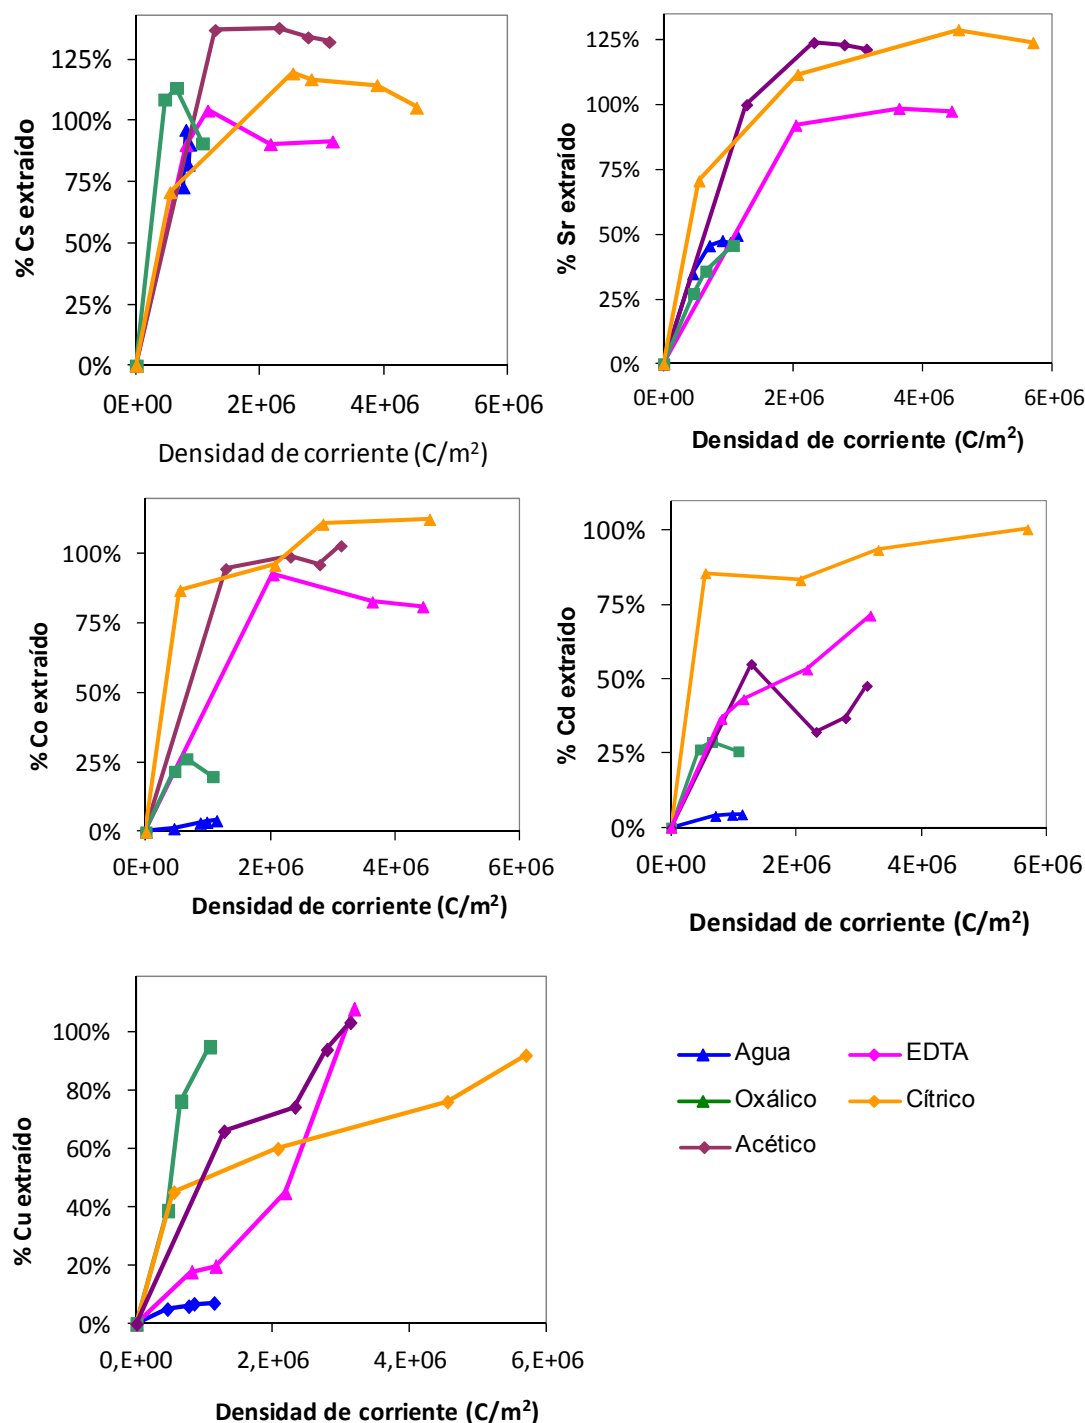 125%
100%
75%
50%
25%
0%
% Cs extraído
0E+00 2E+06 4E+06 6E+06
Densidad de corriente (C/m²)
125%
100%
75%
50%
25%
0%
% Sr extraído
0E+00 2E+06 4E+06 6E+06
Densidad de corriente (C/m²)
100%
75%
50%
25%
0%
% Co extraído
0E+00 2E+06 4E+06 6E+06
Densidad de corriente (C/m²)
100%
75%
50%
25%
0%
% Cd extraído
0E+00 2E+06 4E+06 6E+06
Densidad de corriente (C/m²)
100%
80%
60%
40%
20%
0%
% Cu extraído
0,E+00 2,E+06 4,E+06 6,E+06
Densidad de corriente (C/m²)
Agua EDTA
Oxálico Cítrico
Acético